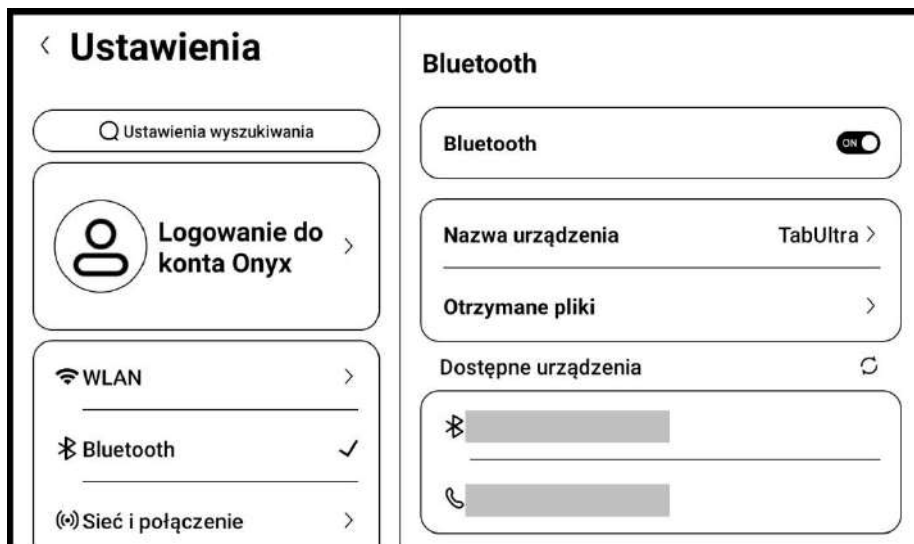 Ustawienia
Ustawienia wyszukiwania
Logowanie do
konta Onyx
WLAN
Bluetooth
Sieć i połączenie
Bluetooth
Bluetooth ON
Nazwa urządzenia TabUltra
Otrzymane pliki
Dostępne urządzenia